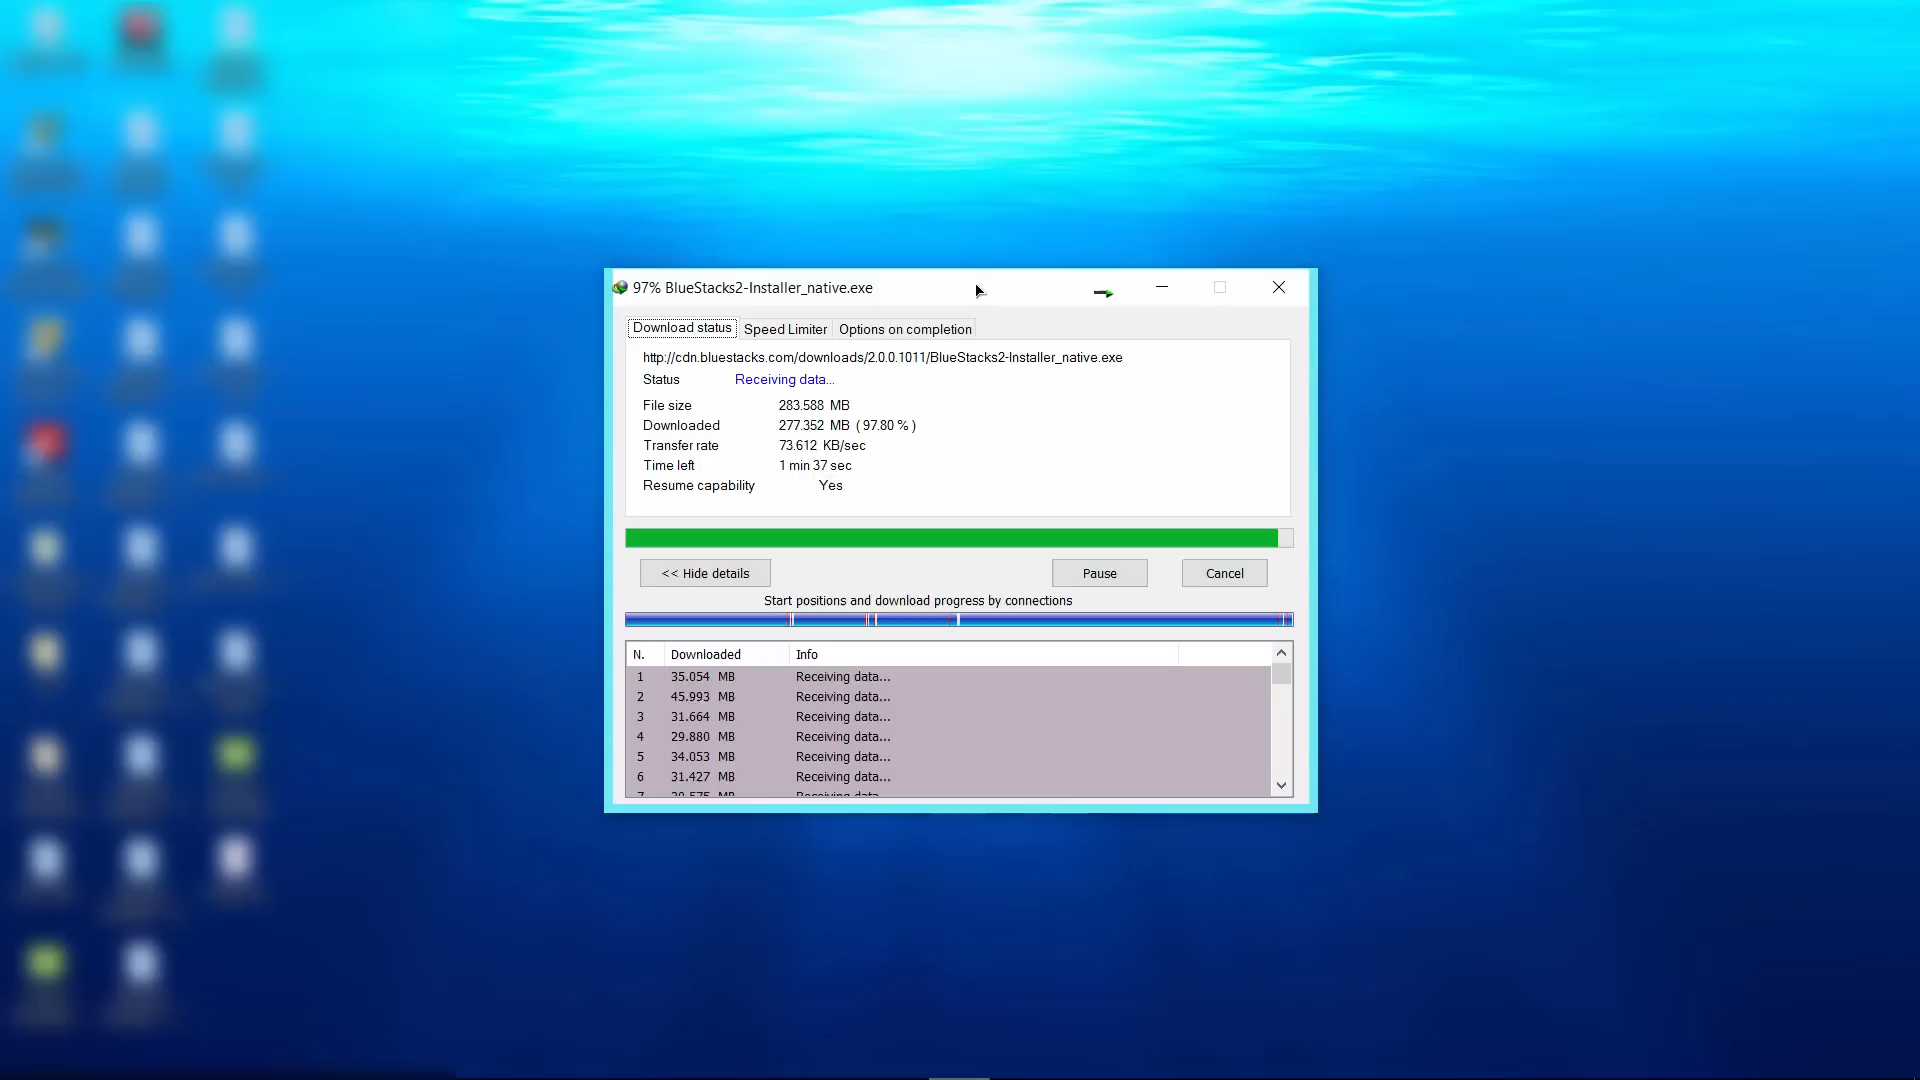 97% BlueStacks2-Installer_native.exe
Download status Speed Limiter Options on completion
http://cdn.bluestacks.com/downloads/2.0.0.1011/BlueStacks2-Installer_native.exe
Status Receiving data...
File size 283.588 MB
Downloaded 277.352 MB ( 97.80 % )
Transfer rate 73.612 KB/sec
Time left 1 min 37 sec
Resume capability Yes
<< Hide details Pause Cancel
Start positions and download progress by connections
N. Downloaded Info
1 35.054 MB Receiving data...
2 45.993 MB Receiving data...
3 31.664 MB Receiving data...
4 29.880 MB Receiving data...
5 34.053 MB Receiving data...
6 31.427 MB Receiving data...
7 MB Receiving data...